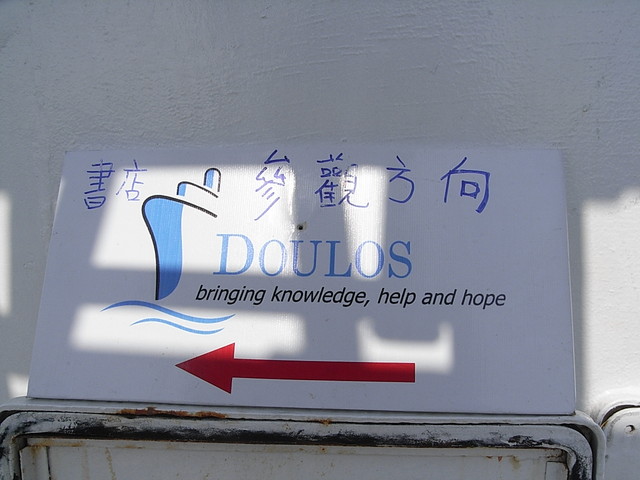 書店 參觀方向
DOULOS
bringing knowledge, help and hope